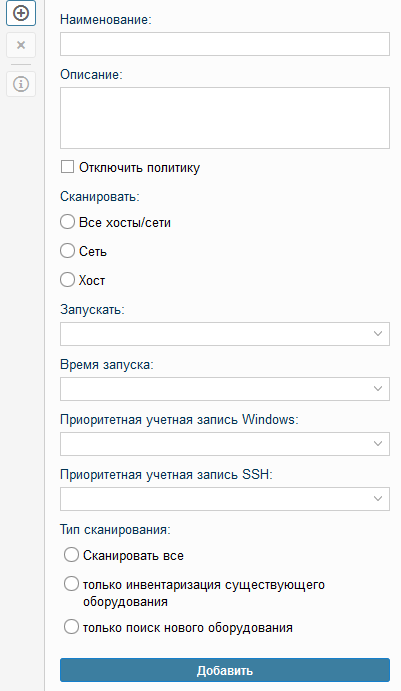 Наименование:
Описание:
Отключить политику
Сканировать:
Все хосты/сети
Сеть
Хост
Запускать:
Время запуска:
Приоритетная учетная запись Windows:
Приоритетная учетная запись SSH:
Тип сканирования:
Сканировать все
только инвентаризация существующего
оборудования
только поиск нового оборудования
Добавить